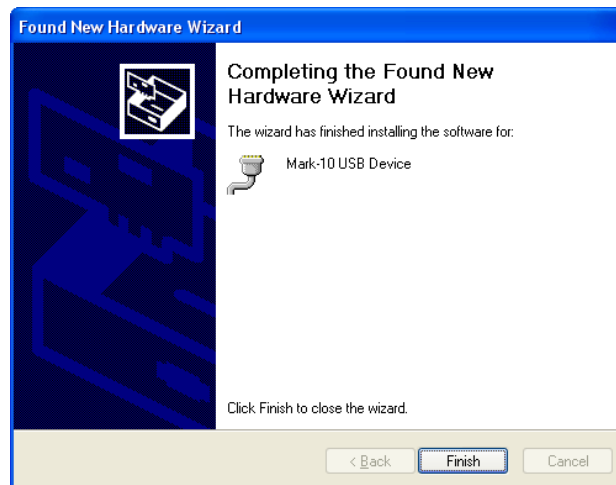 Found New Hardware Wizard
Completing the Found New
Hardware Wizard
The wizard has finished installing the software for:
Mark-10 USB Device
Click Finish to close the wizard.
< Back
Finish
Cancel